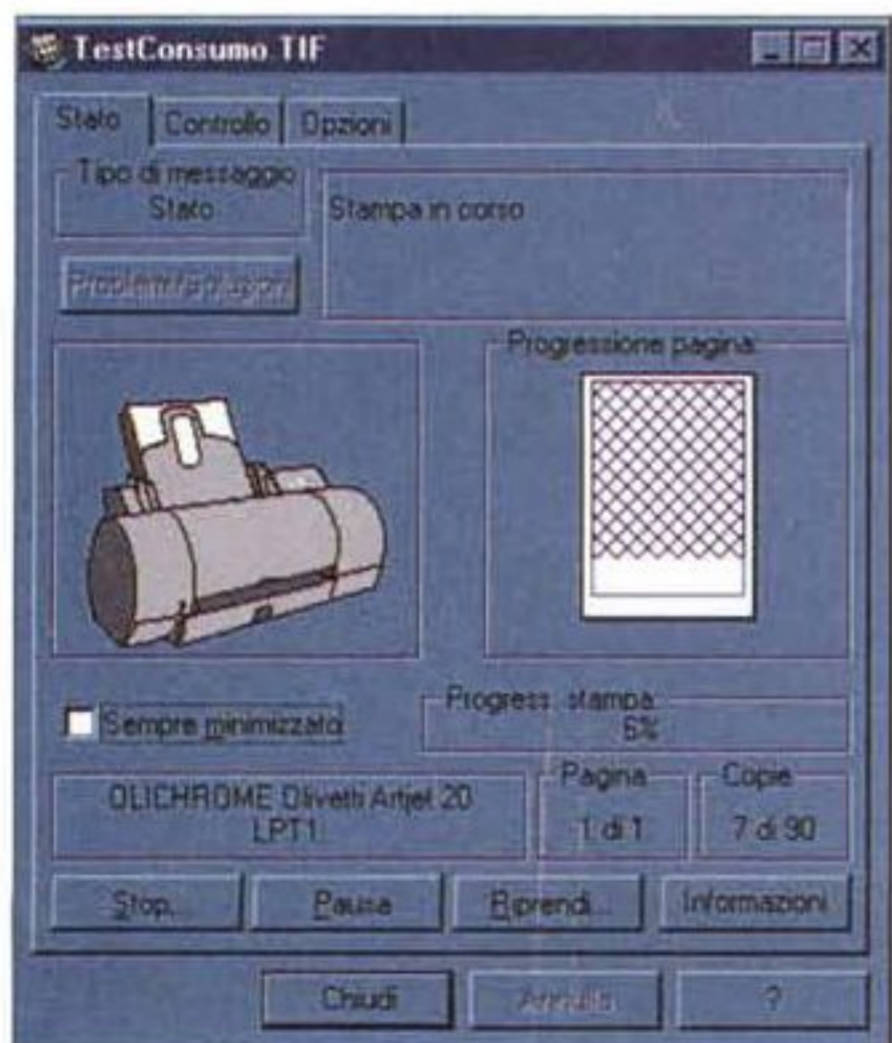 TestConsumo TIF
Stato Controllo Opzioni
Tipo di messaggio
Stato
Stampa in corso
Progressione pagina
Sempre minimizzato
Progress. stampa
6%
OLICHROME Olivetti Artjet 20
LPT1
Pagina
1 di 1
Copie
7 di 90
Stop... Pausa Riprendi... Informazioni
Chiudi Annulla ?